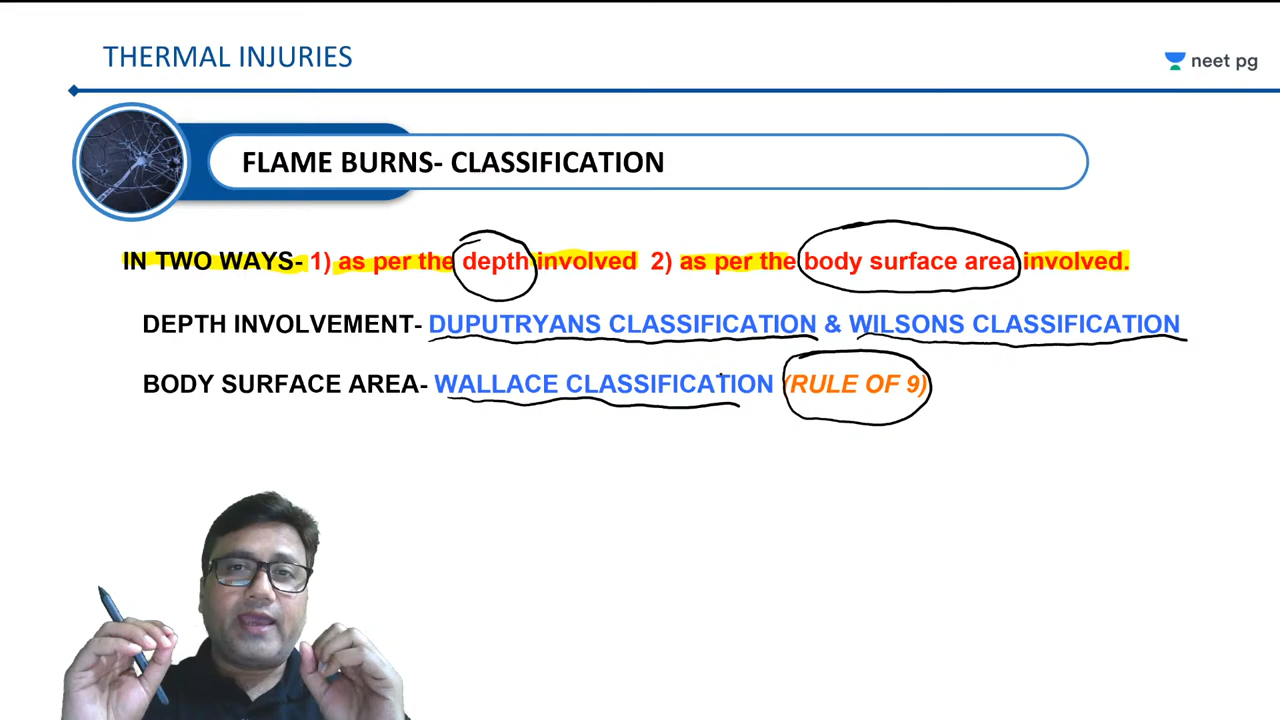 THERMAL INJURIES
neet pg
FLAME BURNS- CLASSIFICATION
IN TWO WAYS- 1) as per the depth involved 2) as per the body surface area involved.
DEPTH INVOLVEMENT- DUPUTRYANS CLASSIFICATION & WILSONS CLASSIFICATION
BODY SURFACE AREA- WALLACE CLASSIFICATION (RULE OF 9)